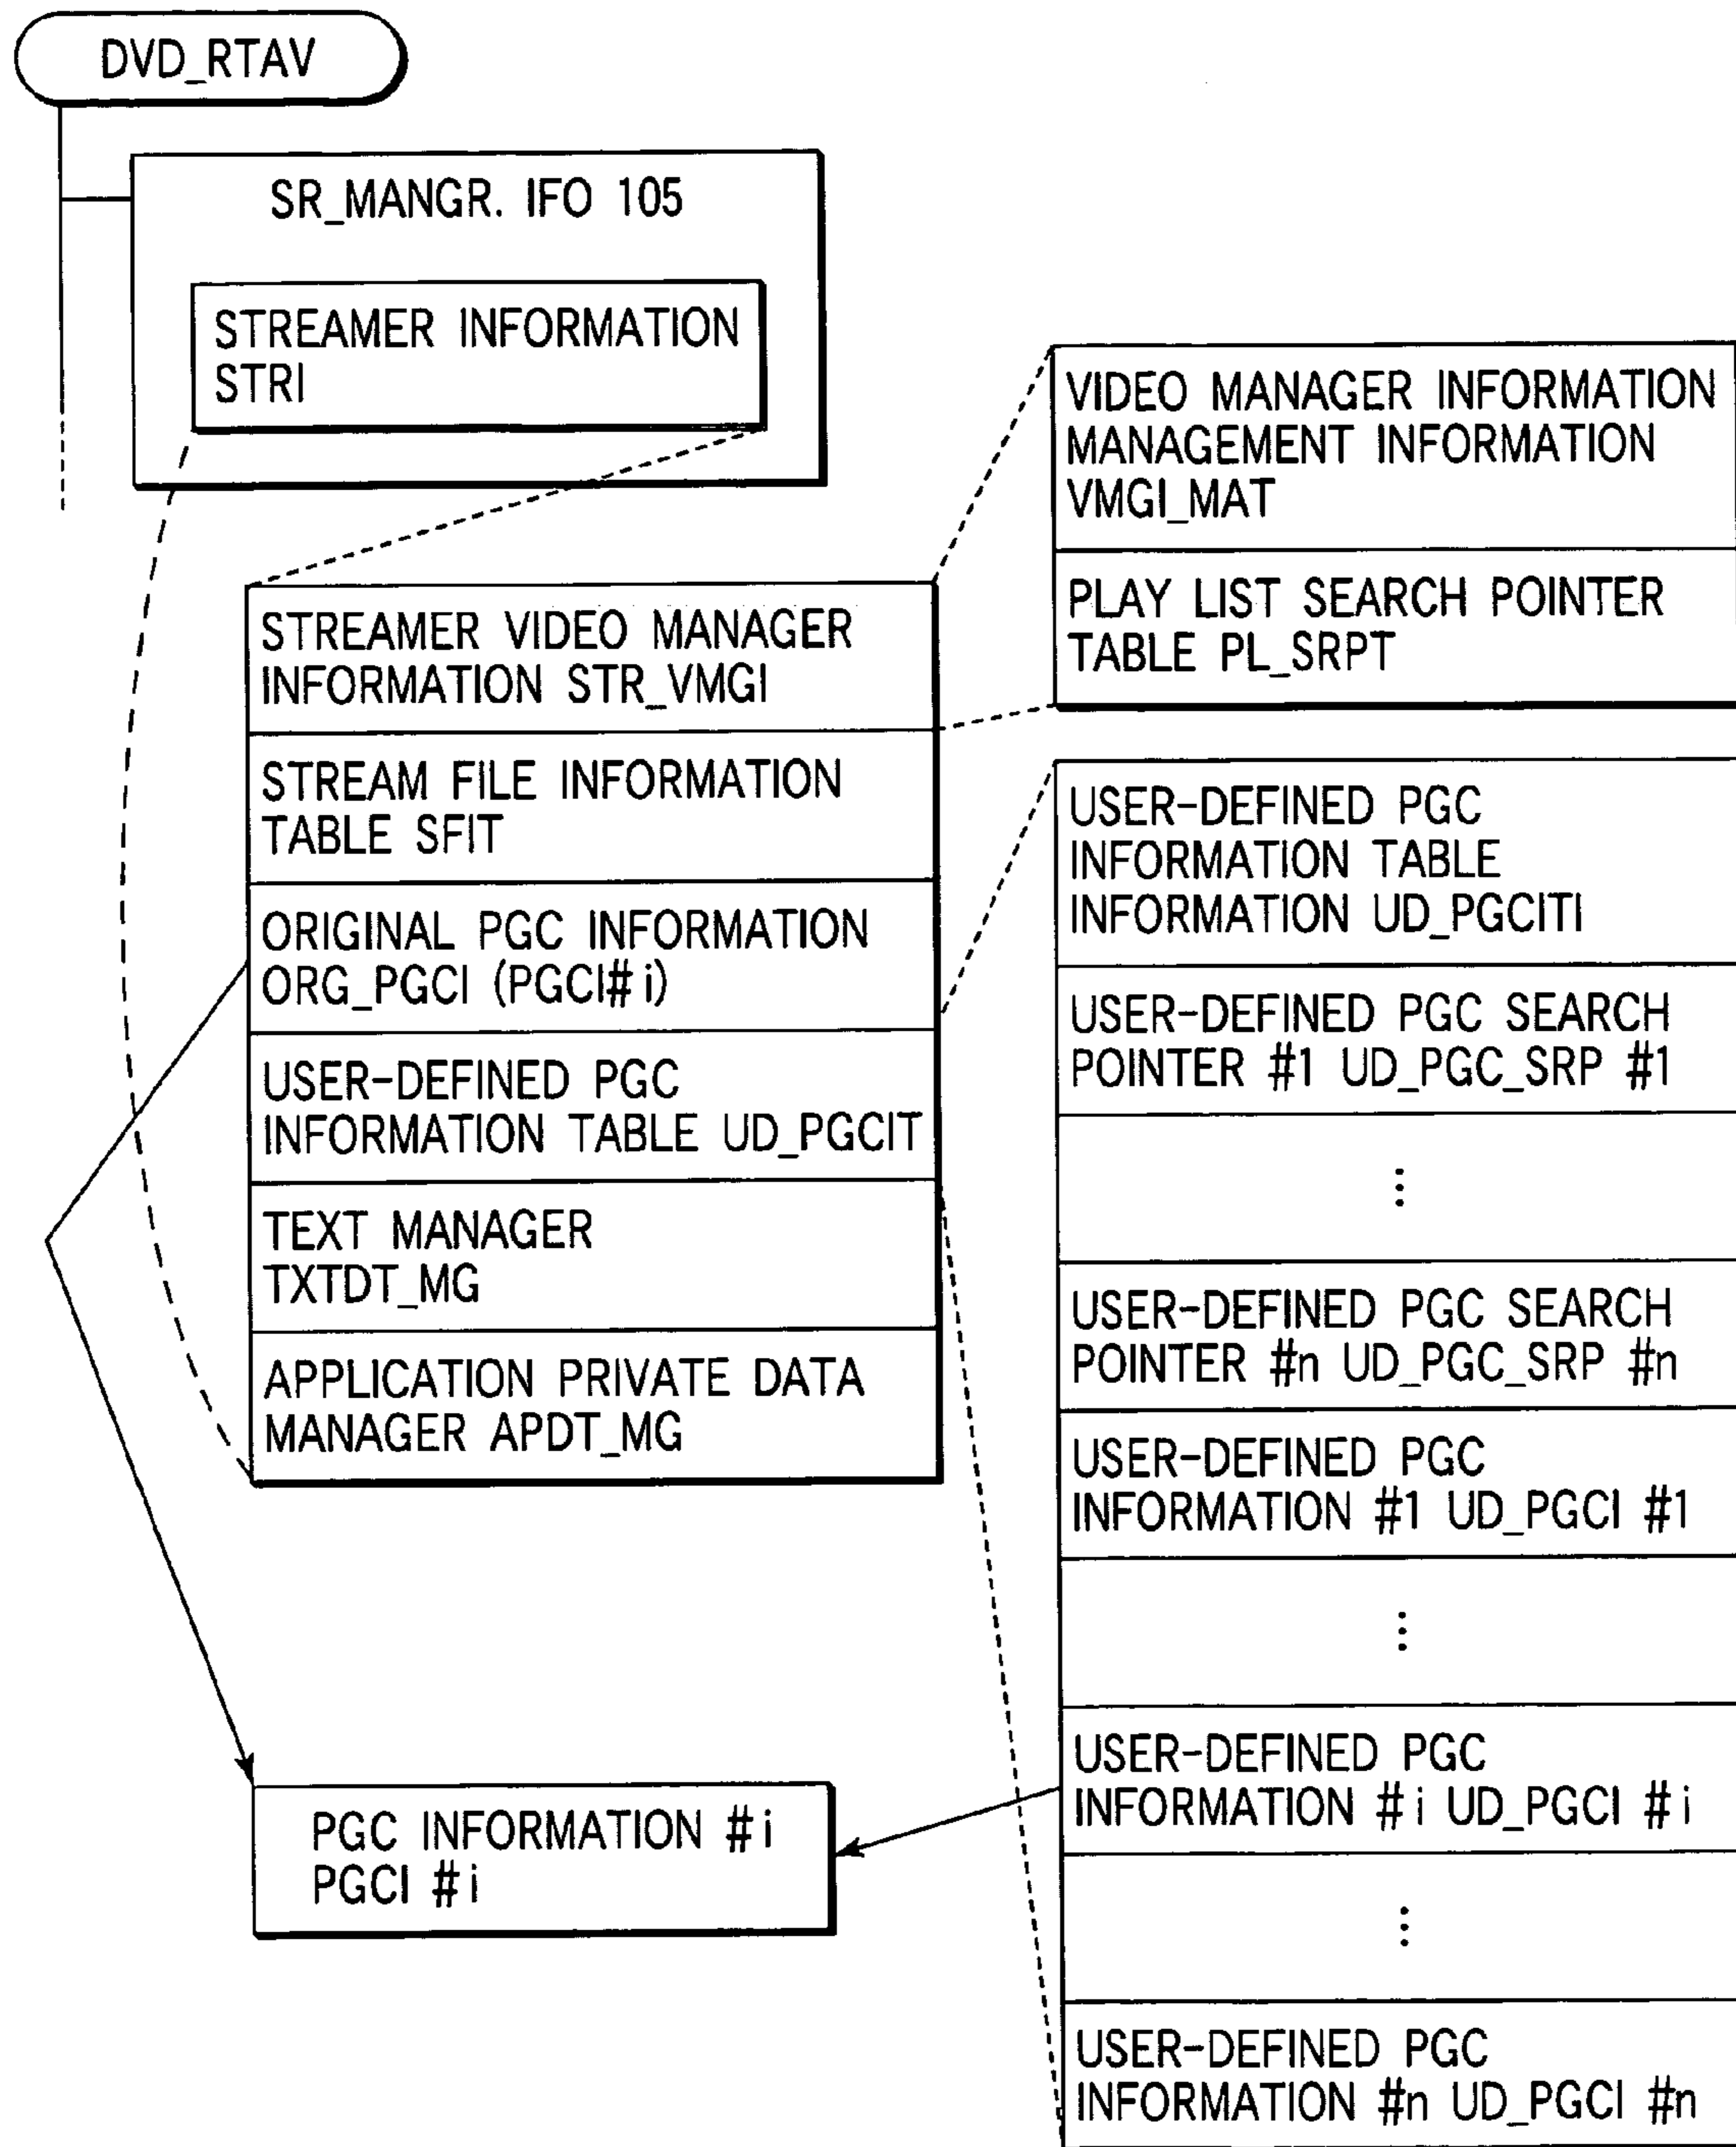 DVD_RTAV
SR_MANGR. IFO 105
STREAMER INFORMATION
STRI
STREAMER VIDEO MANAGER
INFORMATION STR_VMGI
STREAM FILE INFORMATION
TABLE SFIT
ORIGINAL PGC INFORMATION
ORG_PGCI (PGCI# i)
USER-DEFINED PGC
INFORMATION TABLE UD_PGCIT
TEXT MANAGER
TXTDT_MG
APPLICATION PRIVATE DATA
MANAGER APDT_MG
PGC INFORMATION # i
PGCI # i
VIDEO MANAGER INFORMATION
MANAGEMENT INFORMATION
VMGI_MAT
PLAY LIST SEARCH POINTER
TABLE PL_SRPT
USER-DEFINED PGC
INFORMATION TABLE
INFORMATION UD_PGCITI
USER-DEFINED PGC SEARCH
POINTER #1 UD_PGC_SRP #1
⋮
USER-DEFINED PGC SEARCH
POINTER #n UD_PGC_SRP #n
USER-DEFINED PGC
INFORMATION #1 UD_PGCI #1
⋮
USER-DEFINED PGC
INFORMATION # i UD_PGCI # i
⋮
USER-DEFINED PGC
INFORMATION #n UD_PGCI #n